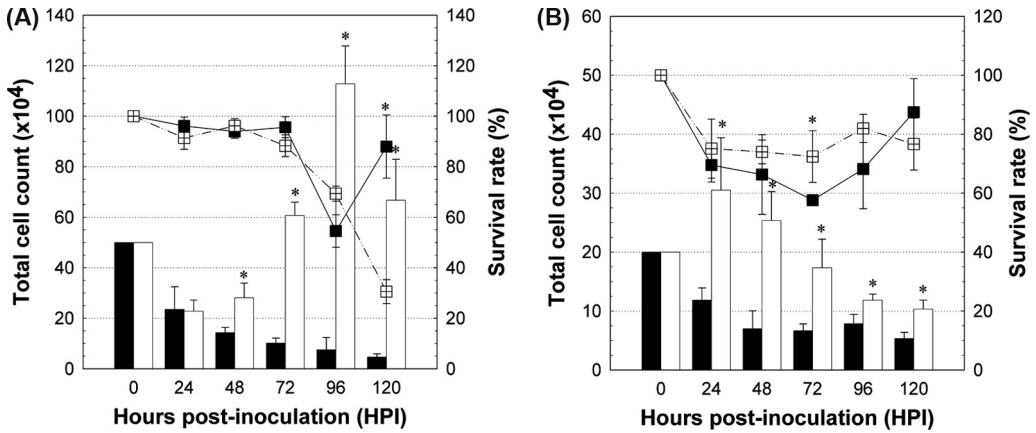 (A)
Total cell count (x10⁴)
140
120
100
80
60
40
20
0
140
120
100
80
60
40
20
0
Survival rate (%)
* * * * *
0 24 48 72 96 120
Hours post-inoculation (HPI)
(B)
Total cell count (x10⁴)
60
50
40
30
20
10
0
120
100
80
60
40
20
0
Survival rate (%)
* * * * * *
0 24 48 72 96 120
Hours post-inoculation (HPI)